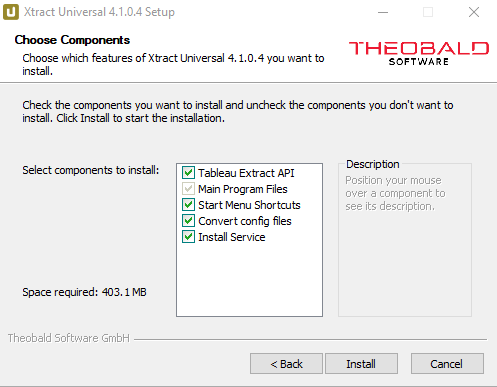 Xtract Universal 4.1.0.4 Setup
Choose Components
Choose which features of Xtract Universal 4.1.0.4 you want to
install.
THEOBALD
SOFTWARE
Check the components you want to install and uncheck the components you don't want to
install. Click Install to start the installation.
Select components to install:
Tableau Extract API
Main Program Files
Start Menu Shortcuts
Convert config files
Install Service
Description
Position your mouse
over a component to
see its description.
Space required: 403.1 MB
Theobald Software GmbH
< Back
Install
Cancel